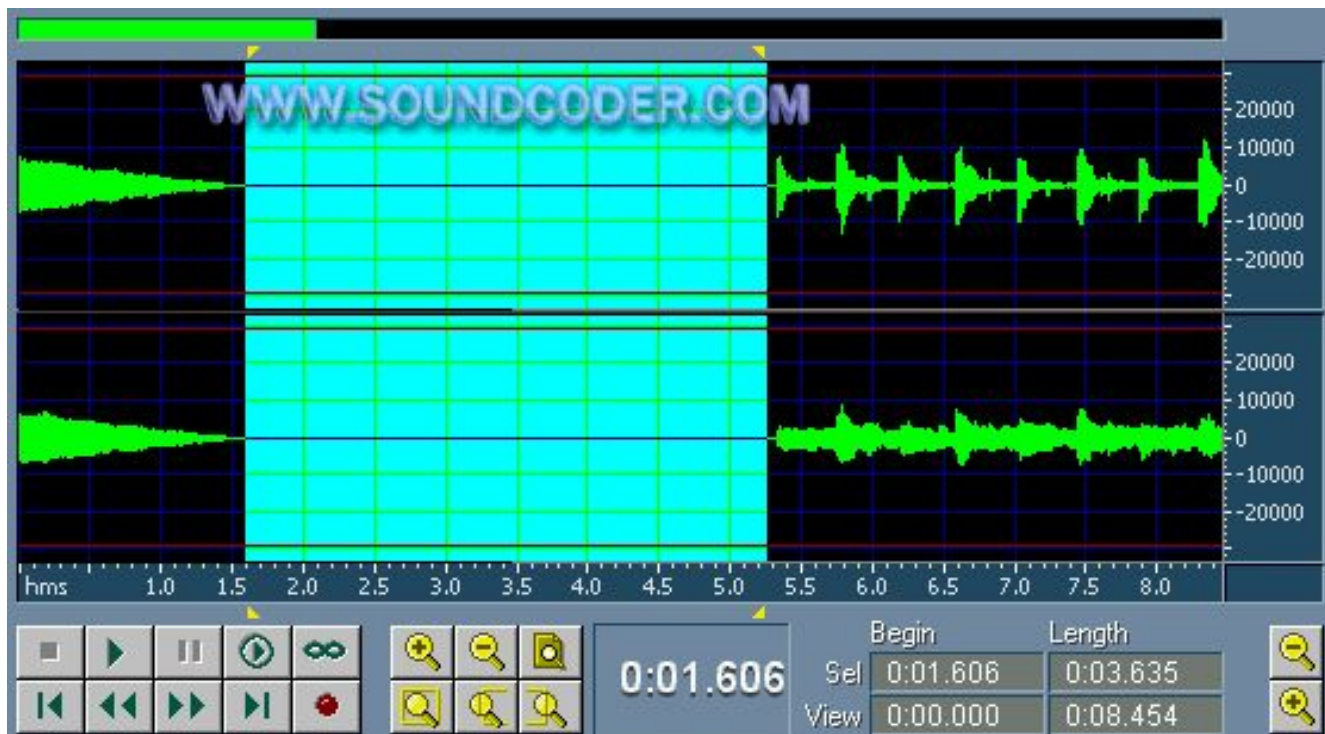 WWW.SOUNDCODER.COM
20000
10000
0
-10000
-20000
20000
10000
0
-10000
-20000
hms 1.0 1.5 2.0 2.5 3.0 3.5 4.0 4.5 5.0 5.5 6.0 6.5 7.0 7.5 8.0
Begin Length
0:01.606 Sel 0:01.606 0:03.635
View 0:00.000 0:08.454